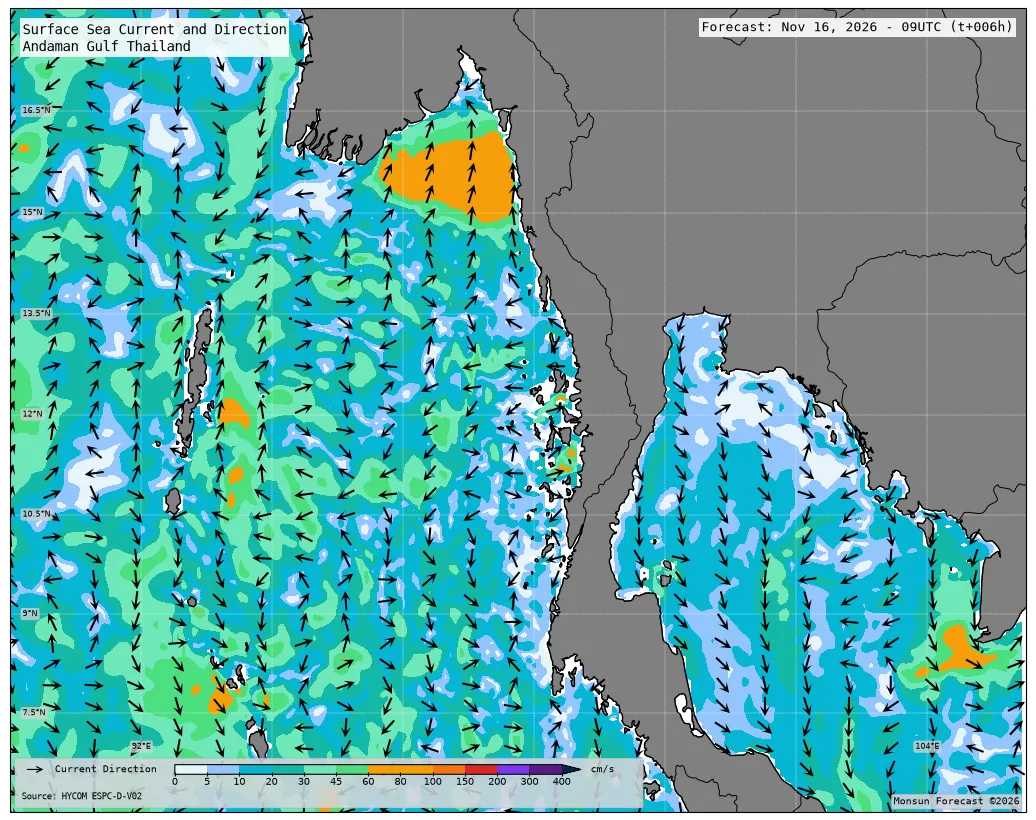 Surface Sea Current and Direction
Andaman Gulf Thailand
Forecast: Nov 16, 2026 - 09UTC (t+006h)
16.5°N
15°N
13.5°N
12°N
10.5°N
9°N
7.5°N
92°E
104°E
Current Direction
0 5 10 20 30 45 60 80 100 150 200 300 400 cm/s
Source: HYCOM ESPC-D-V02
Monsun Forecast ©2026